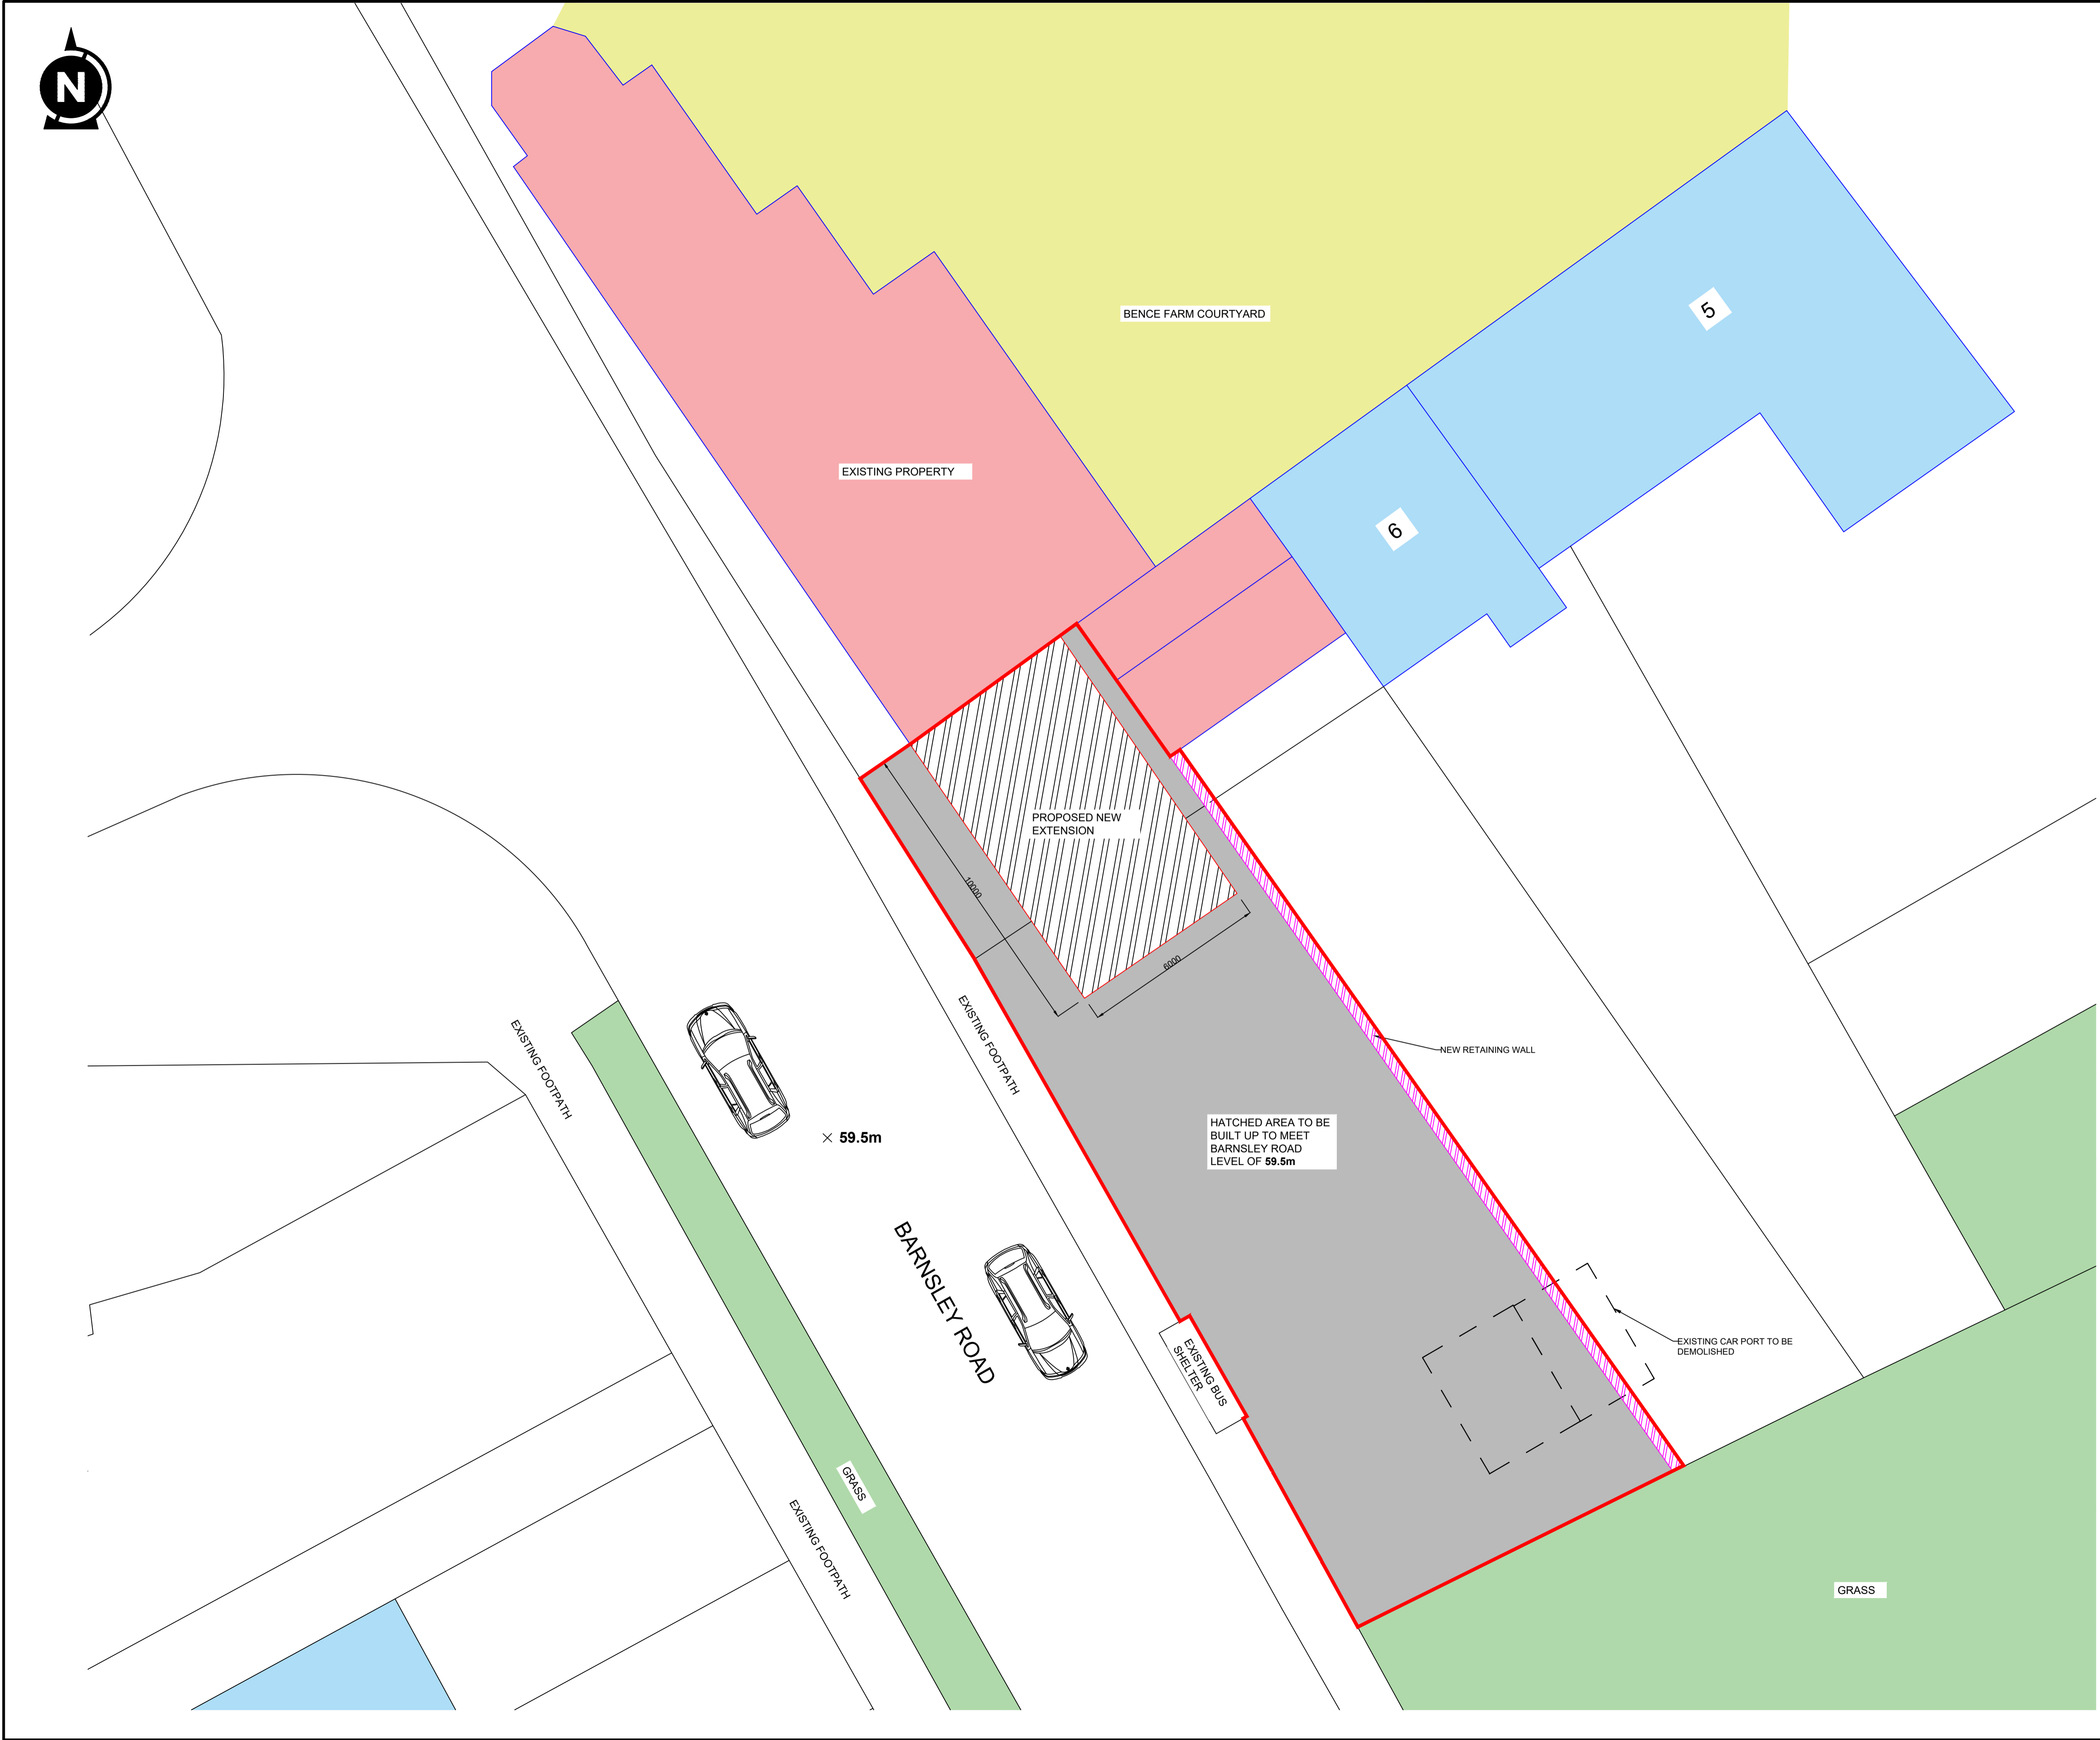 N
BENCE FARM COURTYARD
5
EXISTING PROPERTY
6
PROPOSED NEW
EXTENSION
10000
6000
EXISTING FOOTPATH
EXISTING FOOTPATH
NEW RETAINING WALL
59.5m
HATCHED AREA TO BE
BUILT UP TO MEET
BARNSLEY ROAD
LEVEL OF 59.5m
BARNSLEY ROAD
EXISTING CAR PORT TO BE
DEMOLISHED
EXISTING BUS
SHELTER
GRASS
EXISTING FOOTPATH
GRASS